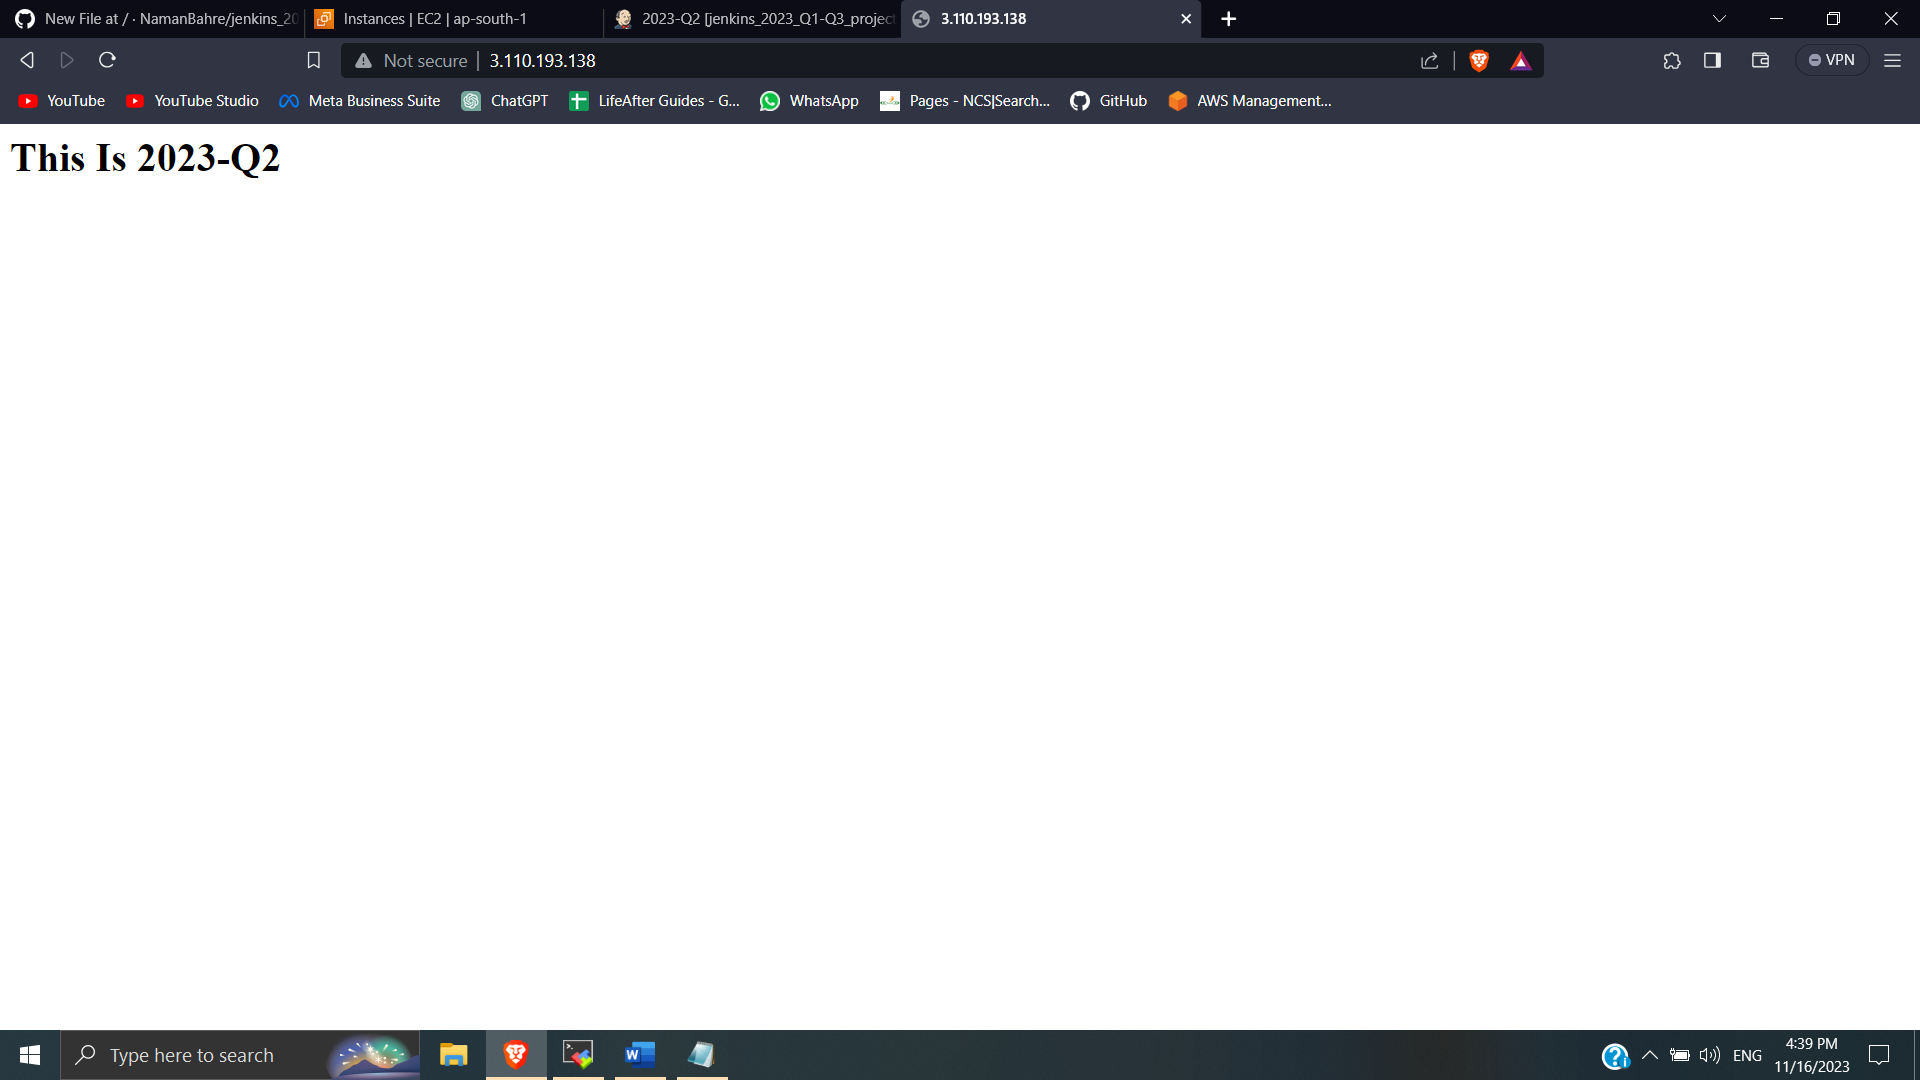 New File at / · NamanBahre/jenkins_20
Instances | EC2 | ap-south-1
2023-Q2 [jenkins_2023_Q1-Q3_project
3.110.193.138
Not secure
3.110.193.138
VPN
YouTube
YouTube Studio
Meta Business Suite
ChatGPT
LifeAfter Guides - G...
WhatsApp
Pages - NCS|Search...
GitHub
AWS Management...
This Is 2023-Q2
Type here to search
ENG
4:39 PM
11/16/2023